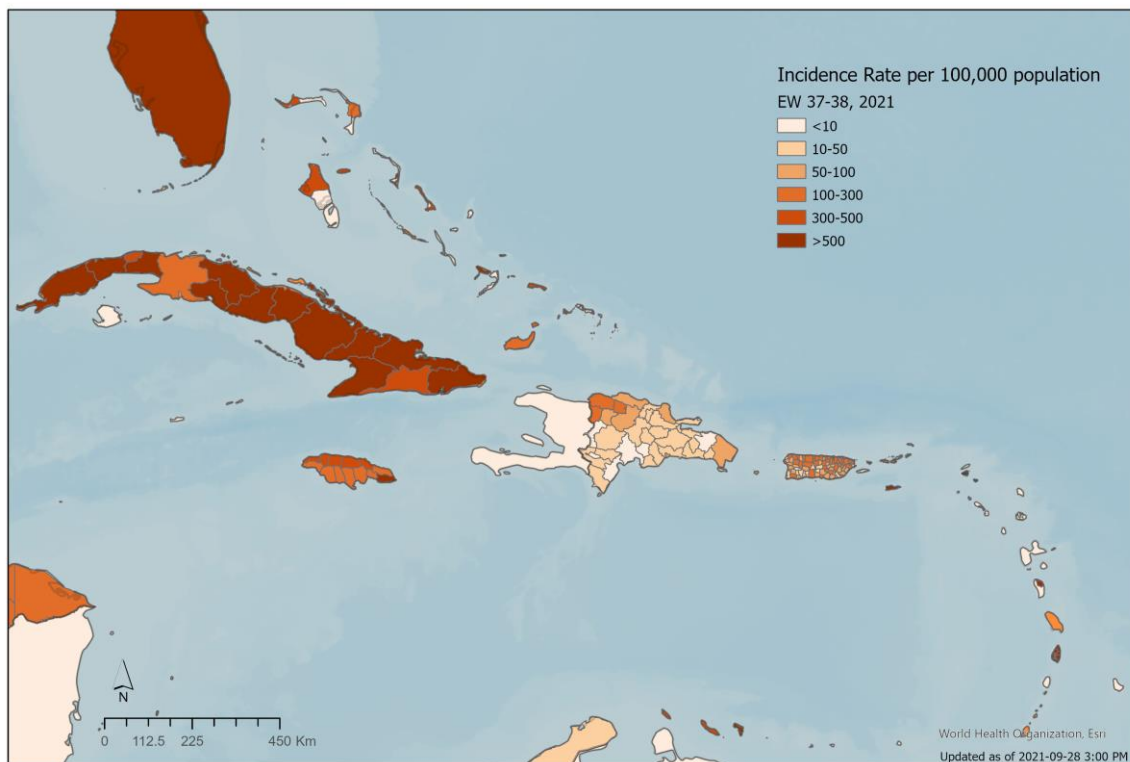 Incidence Rate per 100,000 population
EW 37-38, 2021
<10
10-50
50-100
100-300
300-500
>500
N
0 112.5 225 450 Km
World Health Organization, Esri
Updated as of 2021-09-28 3:00 PM